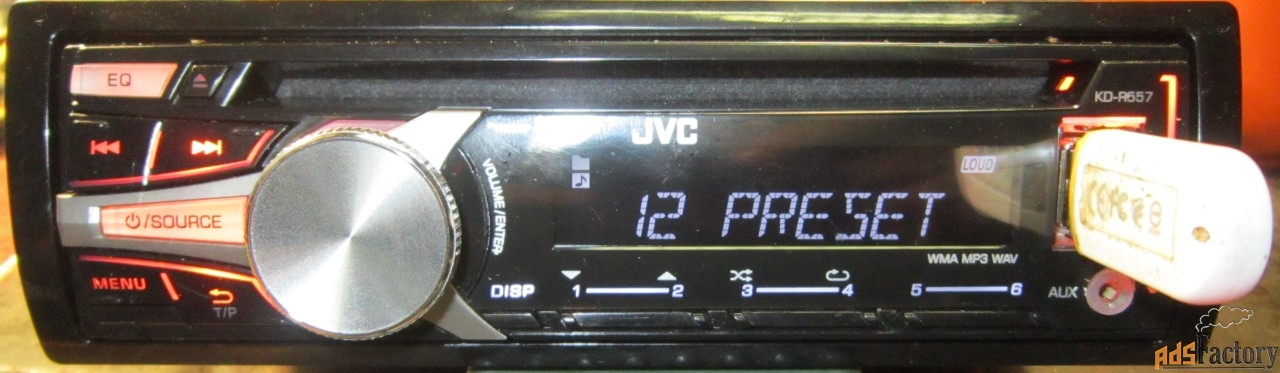 EQ
KD-R557
JVC
VOLUME/ENTER
LOUD
/SOURCE
12 PRESET
WMA MP3 WAV
MENU
T/P
DISP
1 2 3 4 5 6
AUX
AdsFactory